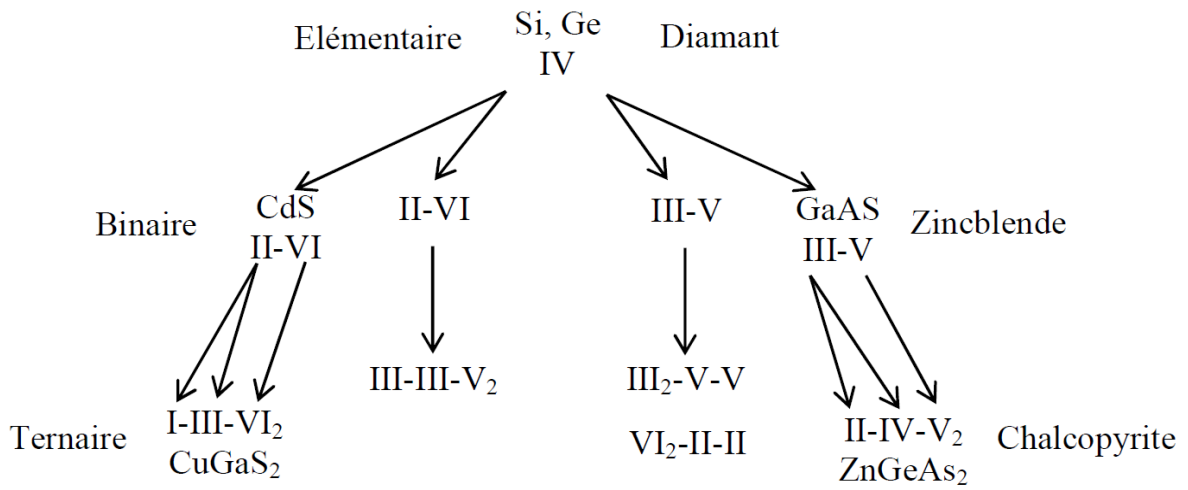 Elémentaire Si, Ge Diamant
IV
Binaire CdS II-VI III-V GaAS Zincblende
II-VI III-V
III-III-V₂ III₂-V-V
Ternaire I-III-VI₂ VI₂-II-II II-IV-V₂ Chalcopyrite
CuGaS₂ ZnGeAs₂